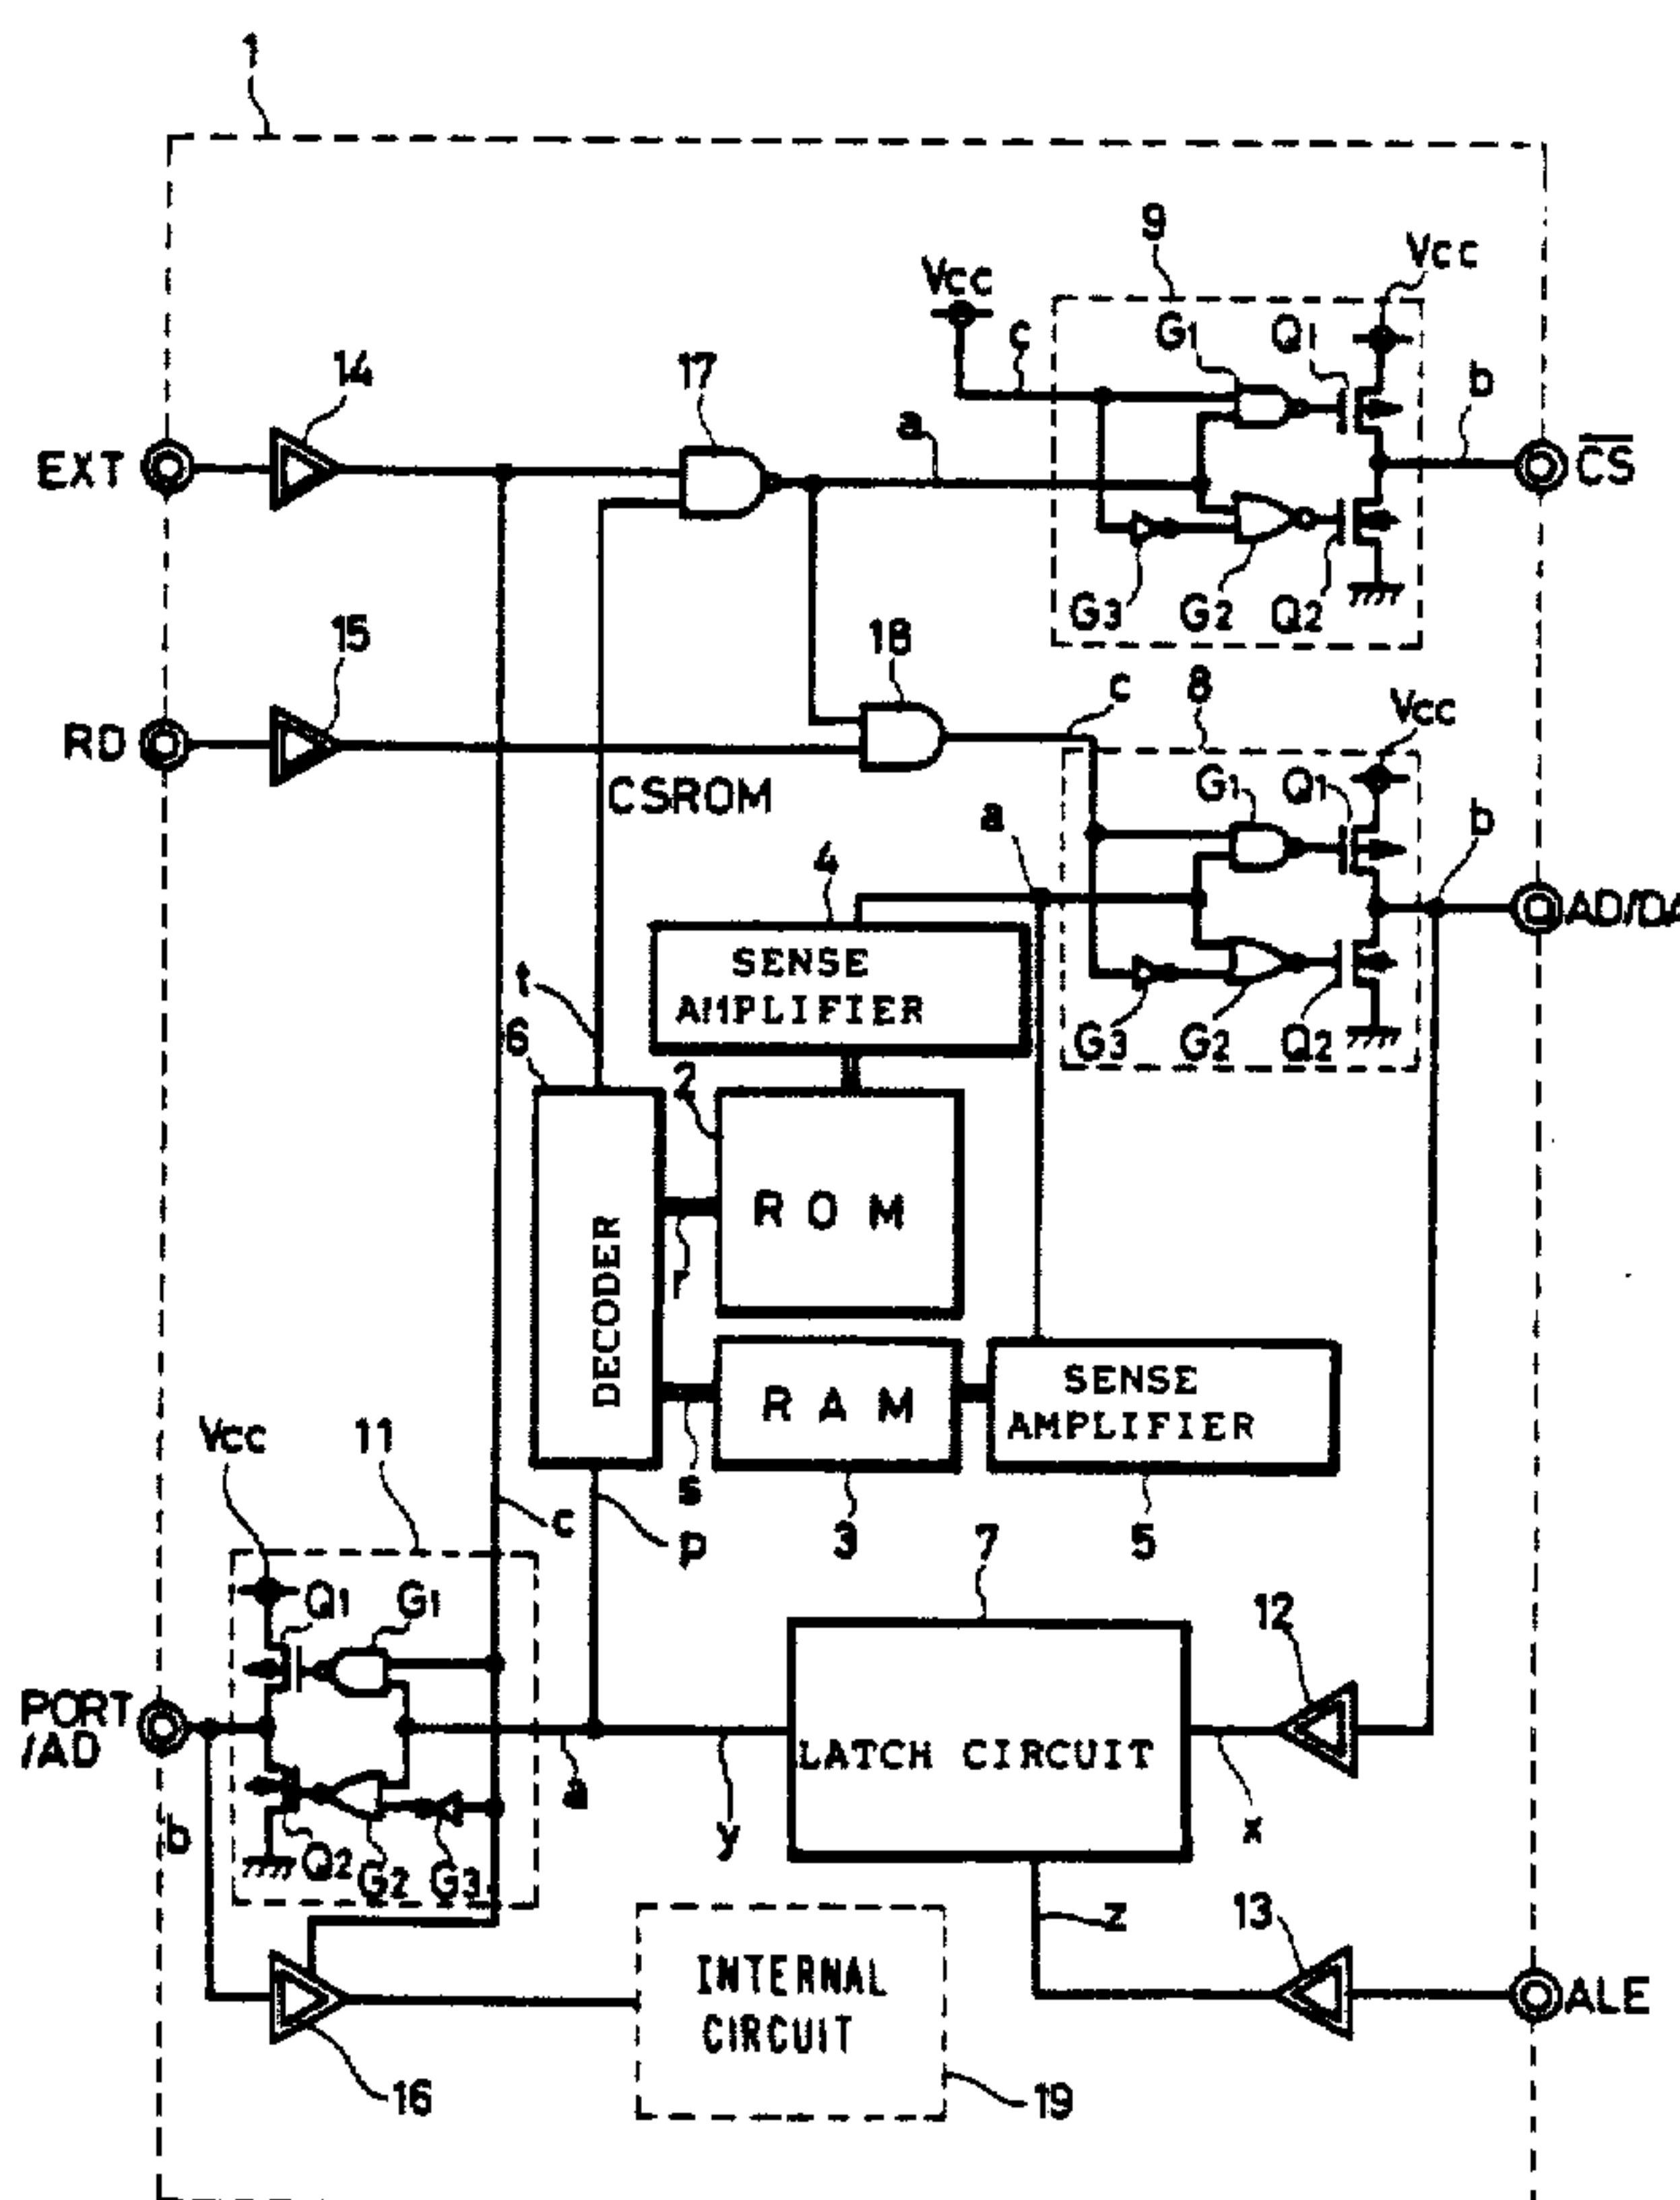 1
9
Vcc
Vcc
c
G1
Q1
b
14
17
a
EXT
CS
G3
G2
Q2
15
18
c
8
Vcc
RD
CSROM
G1
Q1
a
b
4
AD/DA
SENSE
AMPLIFIER
t
6
2
G3
G2
Q2
ROM
r
DECODER
RAM
SENSE
AMPLIFIER
s
Vcc
11
c
p
3
7
5
Q1
G1
12
PORT
/AD
LATCH CIRCUIT
a
y
x
b
Q2
G2
G3
z
13
INTERNAL
CIRCUIT
ALE
16
19